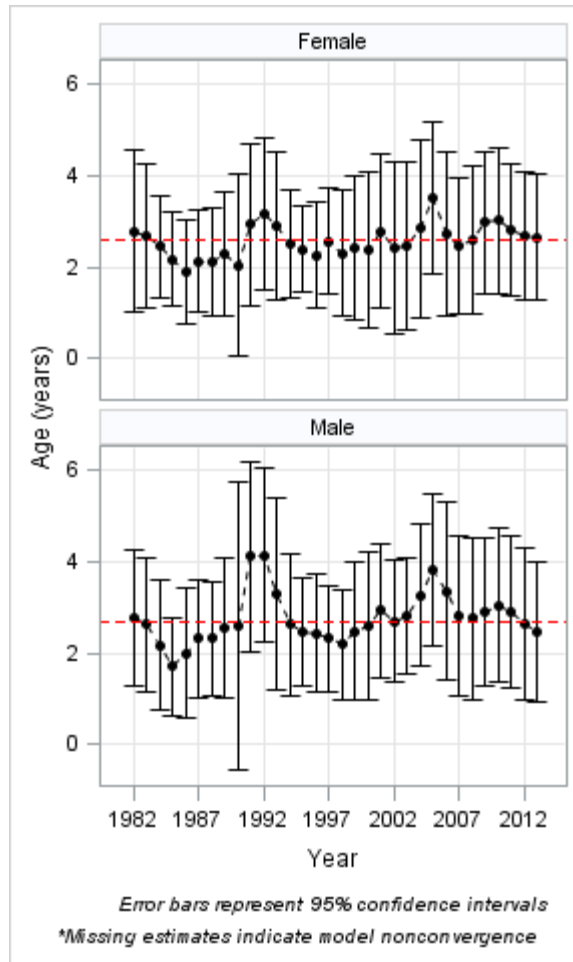 Female
6
4
2
0
Age (years)
Male
6
4
2
0
1982 1987 1992 1997 2002 2007 2012
Year
Error bars represent 95% confidence intervals
*Missing estimates indicate model nonconvergence